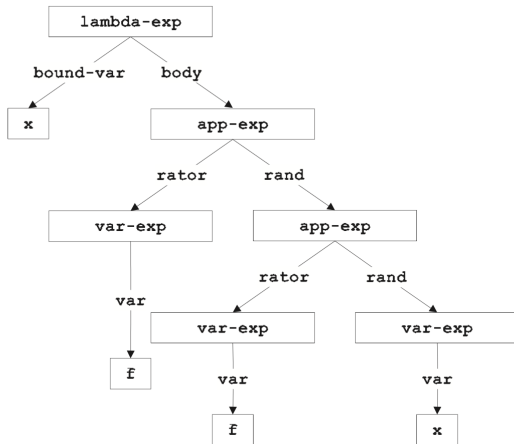 lambda-exp
bound-var body
x app-exp
rator rand
var-exp app-exp
rator rand
var
var-exp var-exp
f
var var
f x